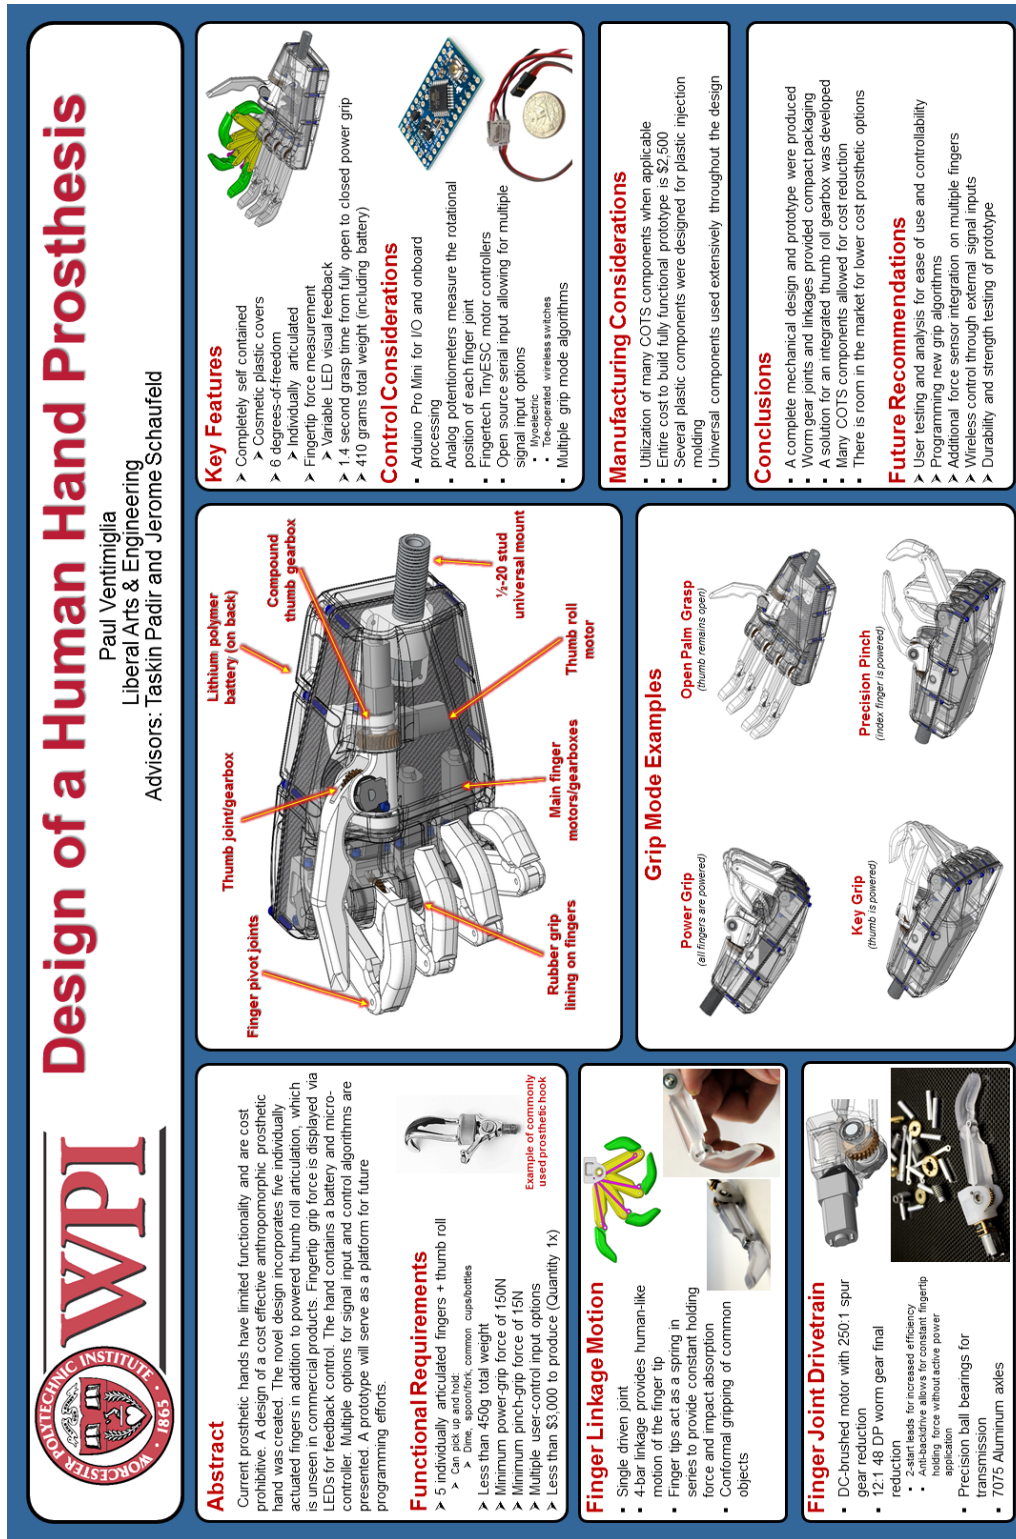 WORCESTER POLYTECHNIC INSTITUTE
1865
WPI
Design of a Human Hand Prosthesis
Paul Ventimiglia
Liberal Arts & Engineering
Advisors: Taskin Padir and Jerome Schaufeld
Abstract
Current prosthetic hands have limited functionality and are cost
prohibitive. A design of a cost effective anthropomorphic prosthetic
hand was created. The novel design incorporates five individually
actuated fingers in addition to powered thumb roll articulation, which
is unseen in commercial products. Fingertip grip force is displayed via
LEDs for feedback control. The hand contains a battery and micro-
controller. Multiple options for signal input and control algorithms are
presented. A prototype will serve as a platform for future
programming efforts.
Functional Requirements
➢ 5 individually articulated fingers + thumb roll
➢ Can pick up and hold:
➢ Dime, spoon/fork, common cups/bottles
➢ Less than 450g total weight
➢ Minimum power-grip force of 150N
➢ Minimum pinch-grip force of 15N
➢ Multiple user-control input options
➢ Less than $3,000 to produce (Quantity 1x)
Example of commonly
used prosthetic hook
Finger Linkage Motion
▪ Single driven joint
▪ 4-bar linkage provides human-like
motion of the finger tip
▪ Finger tips act as a spring in
series to provide constant holding
force and impact absorption
▪ Conformal gripping of common
objects
Finger Joint Drivetrain
▪ DC-brushed motor with 250:1 spur
gear reduction
▪ 12:1 48 DP worm gear final
reduction
▪ 2-start leads for increased efficiency
▪ Anti-backdrive allows for constant fingertip
holding force without active power
application
▪ Precision ball bearings for
transmission
▪ 7075 Aluminum axles
Finger pivot joints
Thumb joint/gearbox
Lithium polymer
battery (on back)
Compound
thumb gearbox
Rubber grip
lining on fingers
Main finger
motors/gearboxes
Thumb roll
motor
½-20 stud
universal mount
Grip Mode Examples
Power Grip
(all fingers are powered)
Open Palm Grasp
(thumb remains open)
Key Grip
(thumb is powered)
Precision Pinch
(index finger is powered)
Key Features
➢ Completely self contained
➢ Cosmetic plastic covers
➢ 6 degrees-of-freedom
➢ Individually articulated
➢ Fingertip force measurement
➢ Variable LED visual feedback
➢ 1.4 second grasp time from fully open to closed power grip
➢ 410 grams total weight (including battery)
Control Considerations
▪ Arduino Pro Mini for I/O and onboard
processing
▪ Analog potentiometers measure the rotational
position of each finger joint
▪ Fingertech TinyESC motor controllers
▪ Open source serial input allowing for multiple
signal input options
▪ Myoelectric
▪ Toe-operated wireless switches
▪ Multiple grip mode algorithms
Manufacturing Considerations
▪ Utilization of many COTS components when applicable
▪ Entire cost to build fully functional prototype is $2,500
▪ Several plastic components were designed for plastic injection
molding
▪ Universal components used extensively throughout the design
Conclusions
▪ A complete mechanical design and prototype were produced
▪ Worm gear joints and linkages provided compact packaging
▪ A solution for an integrated thumb roll gearbox was developed
▪ Many COTS components allowed for cost reduction
▪ There is room in the market for lower cost prosthetic options
Future Recommendations
➢ User testing and analysis for ease of use and controllability
➢ Programming new grip algorithms
➢ Additional force sensor integration on multiple fingers
➢ Wireless control through external signal inputs
➢ Durability and strength testing of prototype